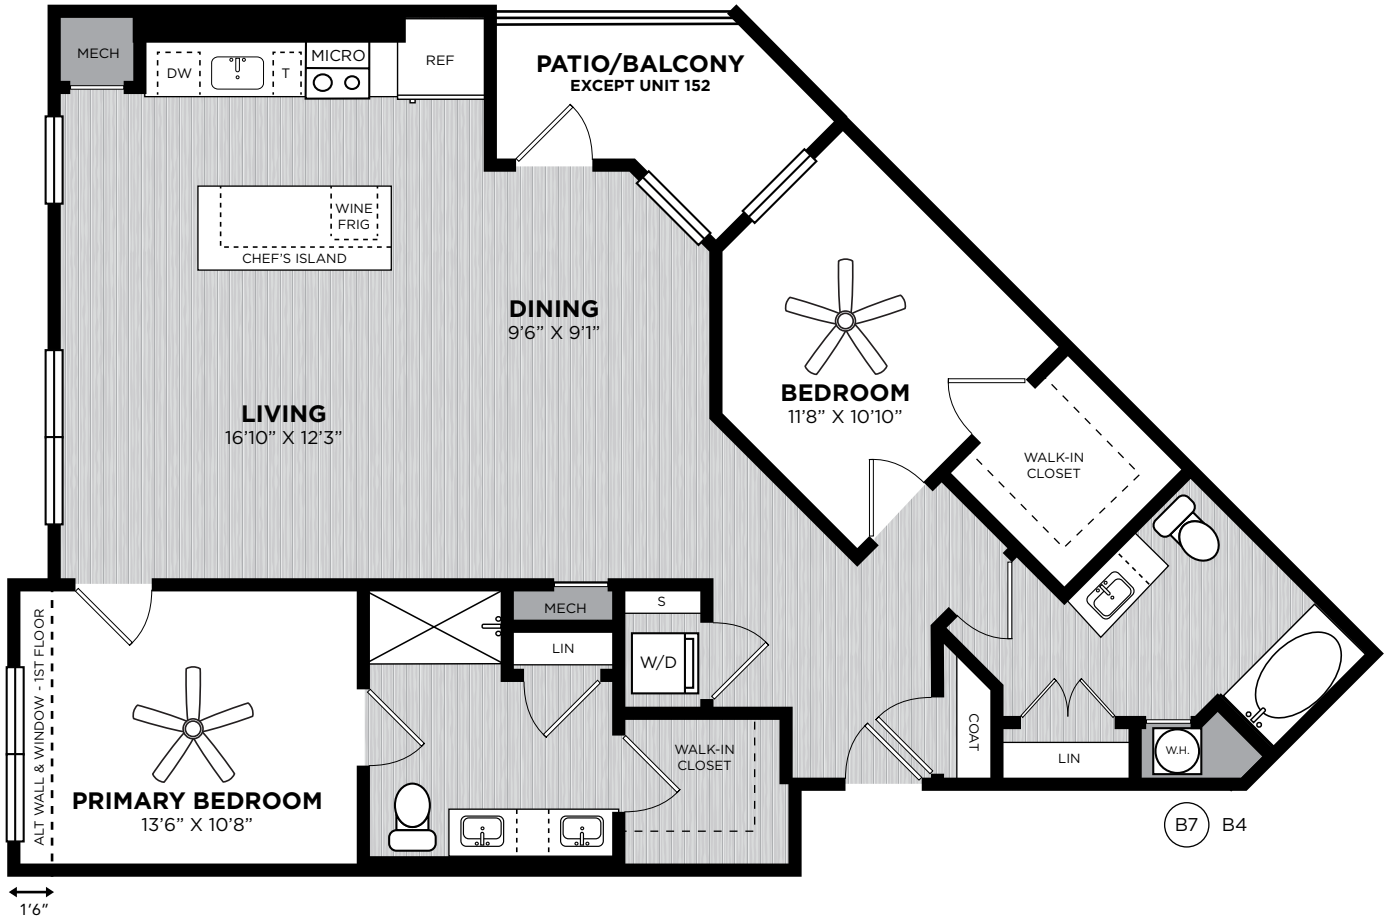 MECH
DW
T
MICRO
REF
PATIO/BALCONY
EXCEPT UNIT 152
WINE
FRIG
CHEF'S ISLAND
DINING
9'6” X 9'1”
BEDROOM
11'8” X 10'10”
LIVING
16'10” X 12'3”
WALK-IN
CLOSET
MECH
S
LIN
W/D
ALT WALL & WINDOW - 1ST FLOOR
PRIMARY BEDROOM
13'6” X 10'8”
WALK-IN
CLOSET
COAT
LIN
W.H.
B7 B4
1'6”